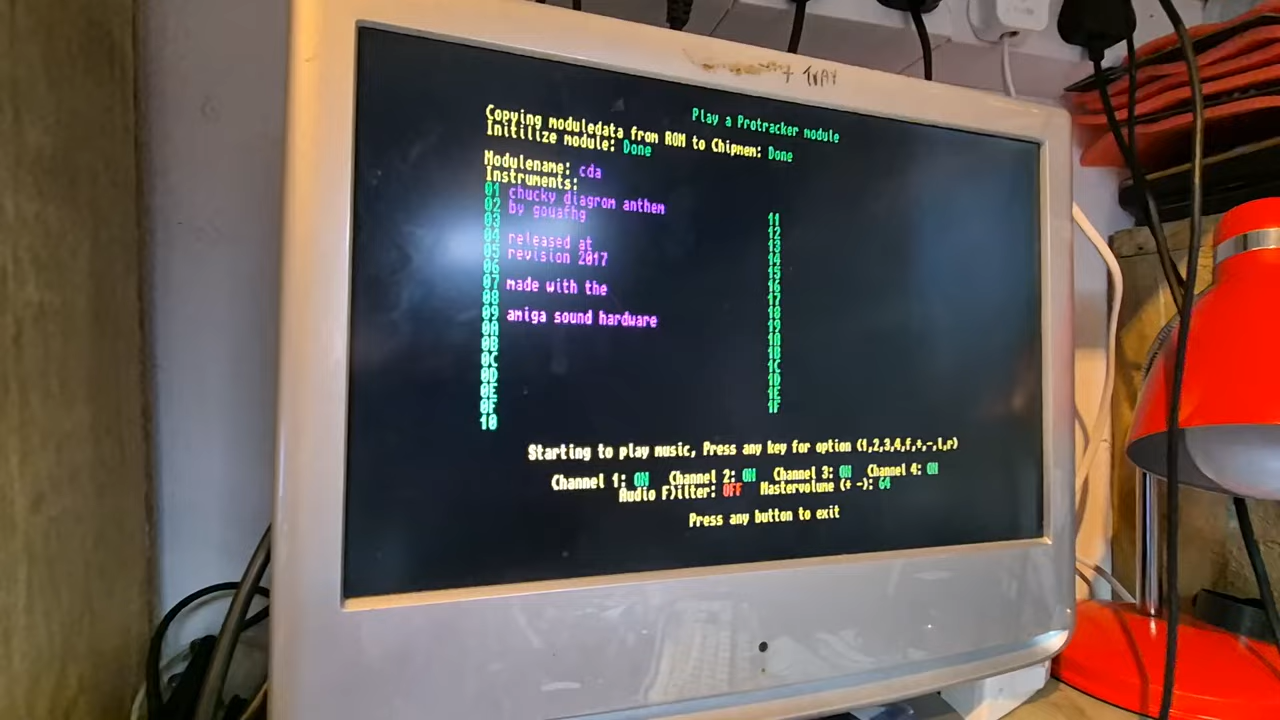 Play a Protracker module
Copying moduledata from ROM to Chipmem: Done
Initilize module: Done
Modulename: cda
Instruments:
01 chucky diagrom anthem
02 by gouafhg 11
03 12
04 released at 13
05 revision 2017 14
06 15
07 made with the 16
08 17
09 amiga sound hardware 18
0A 19
0B 1A
0C 1B
0D 1C
0E 1D
0F 1E
10 1F
Starting to play music, Press any key for option (1,2,3,4,f,+,-,l,r)
Channel 1: ON Channel 2: ON Channel 3: ON Channel 4: ON
Audio F)ilter: OFF Mastervolume (+ -): 64
Press any button to exit